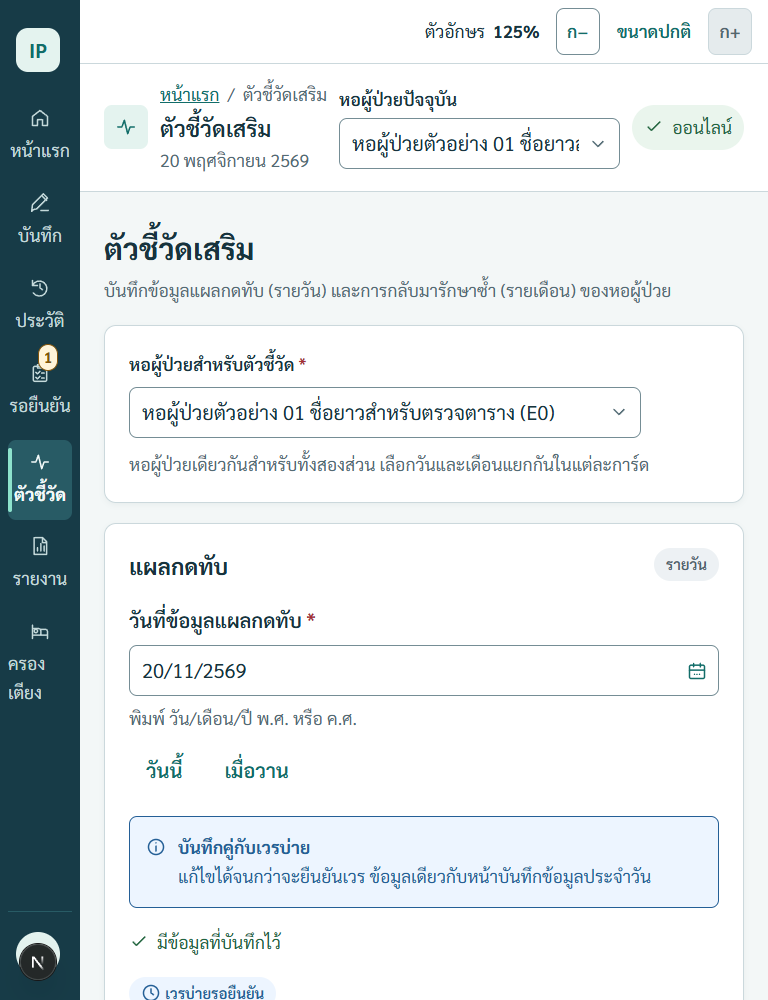 IP
หน้าแรก
บันทึก
ประวัติ
1
รอยืนยัน
ตัวชี้วัด
รายงาน
ครอง
เตียง
N
ตัวอักษร 125%
ก−
ขนาดปกติ
ก+
หน้าแรก / ตัวชี้วัดเสริม
ตัวชี้วัดเสริม
20 พฤศจิกายน 2569
หอผู้ป่วยปัจจุบัน
หอผู้ป่วยตัวอย่าง 01 ชื่อยาวส
ออนไลน์
ตัวชี้วัดเสริม
บันทึกข้อมูลแผลกดทับ (รายวัน) และการกลับมารักษาซ้ำ (รายเดือน) ของหอผู้ป่วย
หอผู้ป่วยสำหรับตัวชี้วัด *
หอผู้ป่วยตัวอย่าง 01 ชื่อยาวสำหรับตรวจตาราง (E0)
หอผู้ป่วยเดียวกันสำหรับทั้งสองส่วน เลือกวันและเดือนแยกกันในแต่ละการ์ด
แผลกดทับ
รายวัน
วันที่ข้อมูลแผลกดทับ *
20/11/2569
พิมพ์ วัน/เดือน/ปี พ.ศ. หรือ ค.ศ.
วันนี้
เมื่อวาน
บันทึกคู่กับเวรบ่าย
แก้ไขได้จนกว่าจะยืนยันเวร ข้อมูลเดียวกับหน้าบันทึกข้อมูลประจำวัน
มีข้อมูลที่บันทึกไว้
เวรบ่ายรอยืนยัน